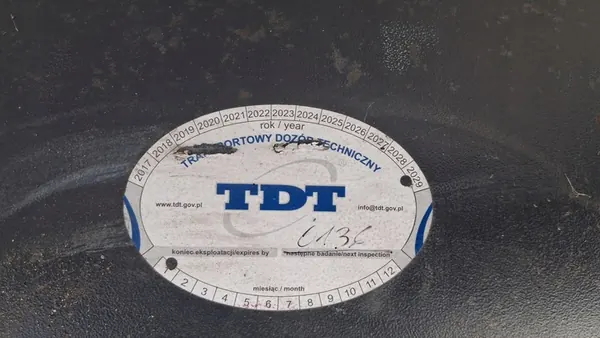 2017 2018 2019 2020 2021 2022 2023 2024 2025 2026 2027 2028 2029
rok / year
TRANSPORTOWY DOZÓR TECHNICZNY
TDT
www.tdt.gov.pl
info@tdt.gov.pl
koniec eksploatacji/expires by
następne badanie/next inspection
1 2 3 4 5 6 7 8 9 10 11 12
miesiąc / month